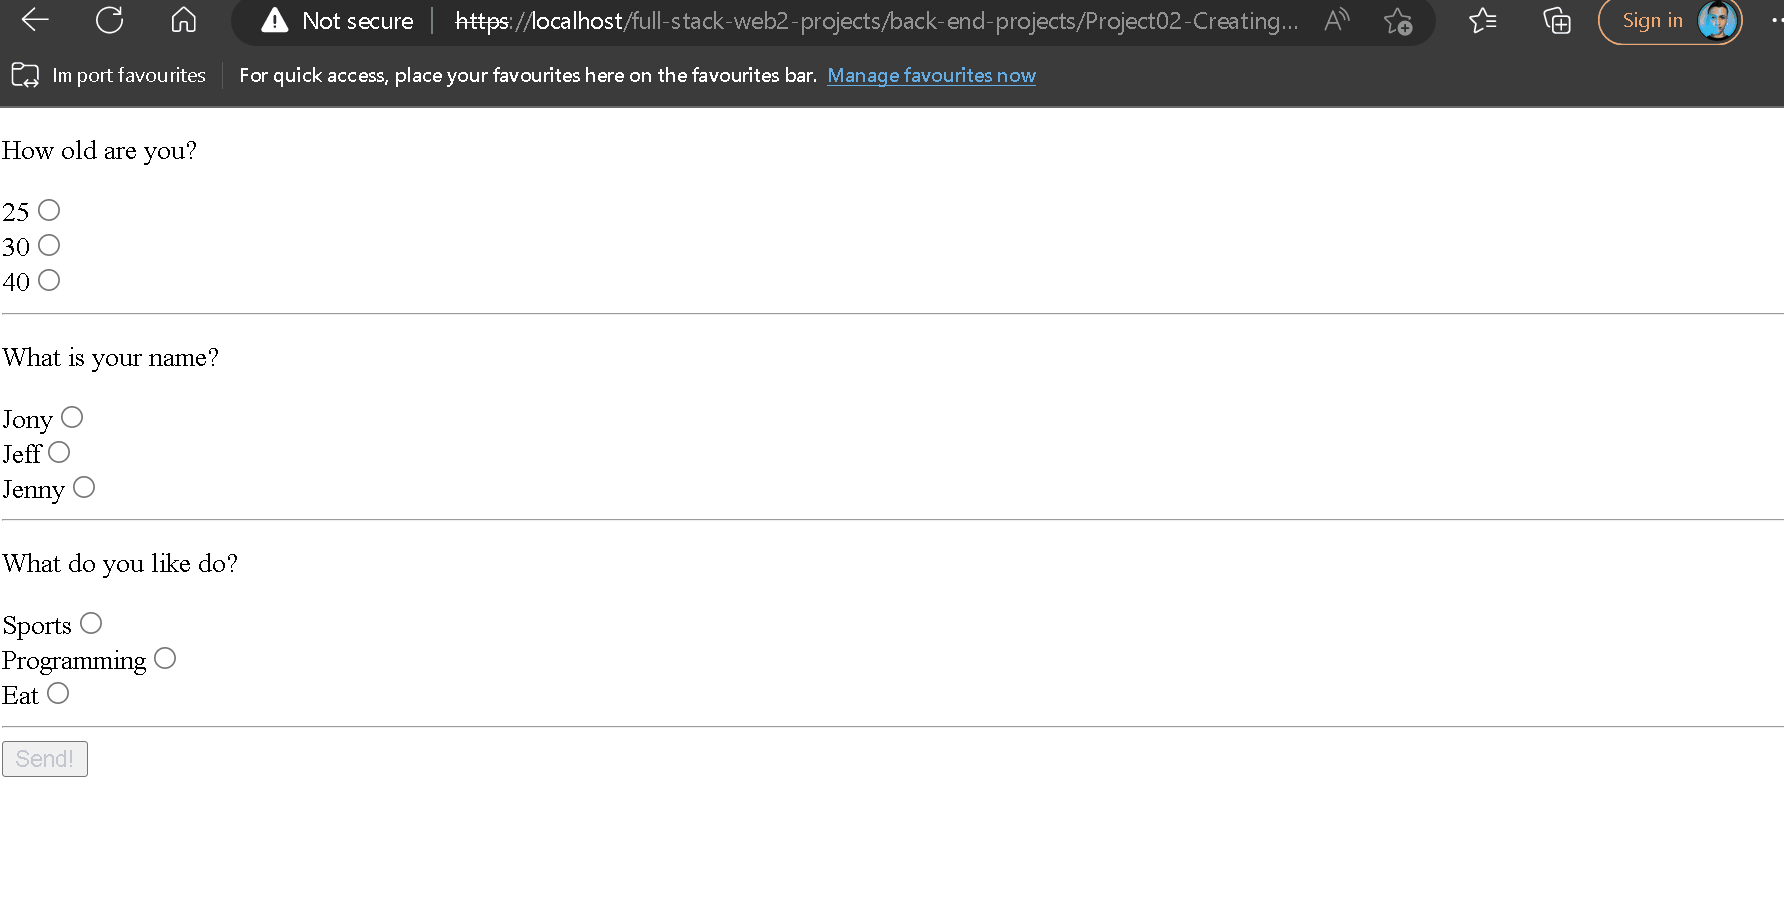 Not secure https://localhost/full-stack-web2-projects/back-end-projects/Project02-Creating... A Sign in
Import favourites For quick access, place your favourites here on the favourites bar. Manage favourites now
How old are you?
25
30
40
What is your name?
Jony
Jeff
Jenny
What do you like do?
Sports
Programming
Eat
Send!